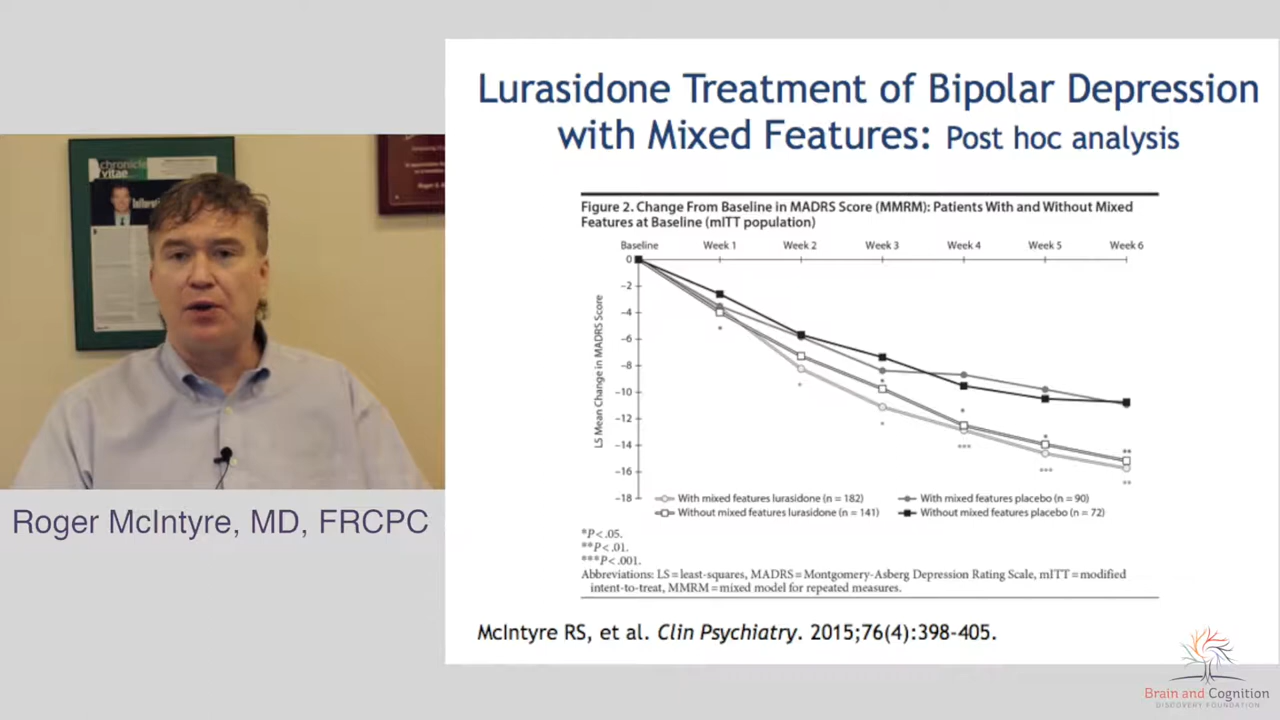 chronicle
vitae
Lurasidone Treatment of Bipolar Depression
with Mixed Features: Post hoc analysis
Figure 2. Change From Baseline in MADRS Score (MMRM): Patients With and Without Mixed
Features at Baseline (mITT population)
Baseline Week 1 Week 2 Week 3 Week 4 Week 5 Week 6
LS Mean Change in MADRS Score
0
−2
−4
−6
−8
−10
−12
−14
−16
−18
*
*
*
*
*
***
*
***
**
**
With mixed features lurasidone (n = 182) With mixed features placebo (n = 90)
Without mixed features lurasidone (n = 141) Without mixed features placebo (n = 72)
*P < .05.
**P < .01.
***P < .001.
Abbreviations: LS = least-squares, MADRS = Montgomery-Asberg Depression Rating Scale, mITT = modified
intent-to-treat, MMRM = mixed model for repeated measures.
McIntyre RS, et al. Clin Psychiatry. 2015;76(4):398-405.
Roger McIntyre, MD, FRCPC
Brain and Cognition
DISCOVERY FOUNDATION